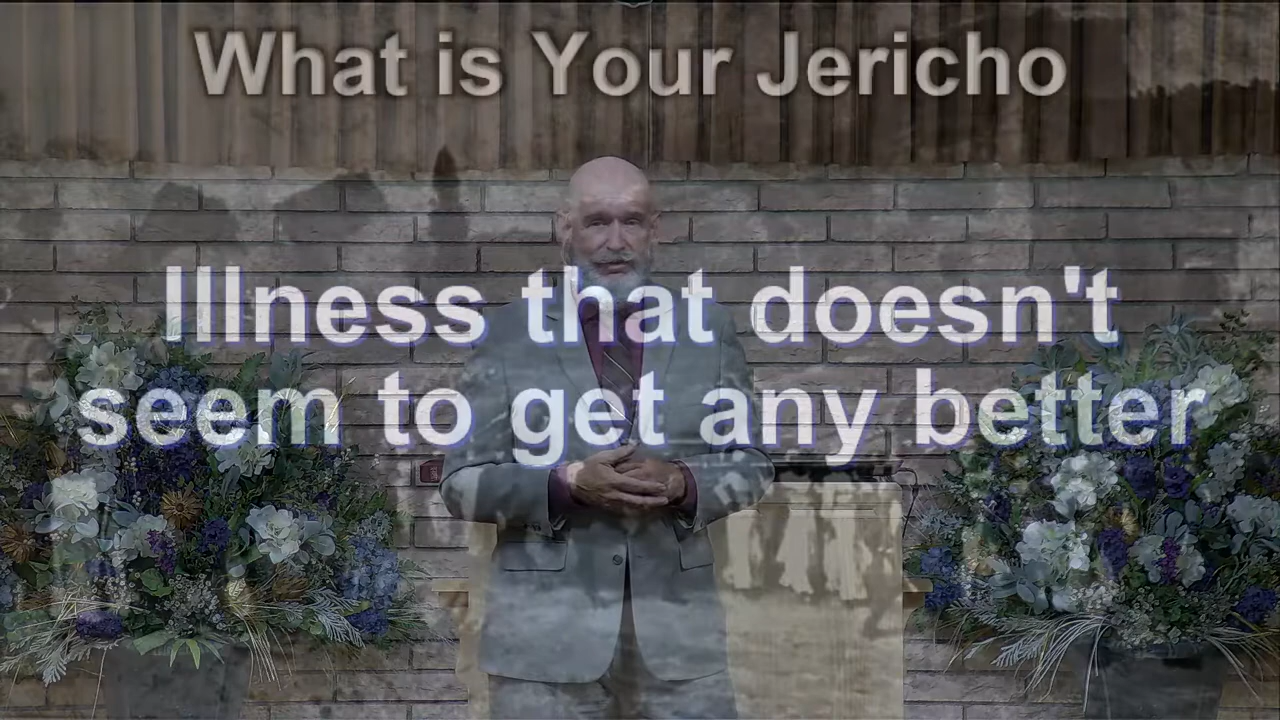 What is Your Jericho
Illness that doesn't
seem to get any better